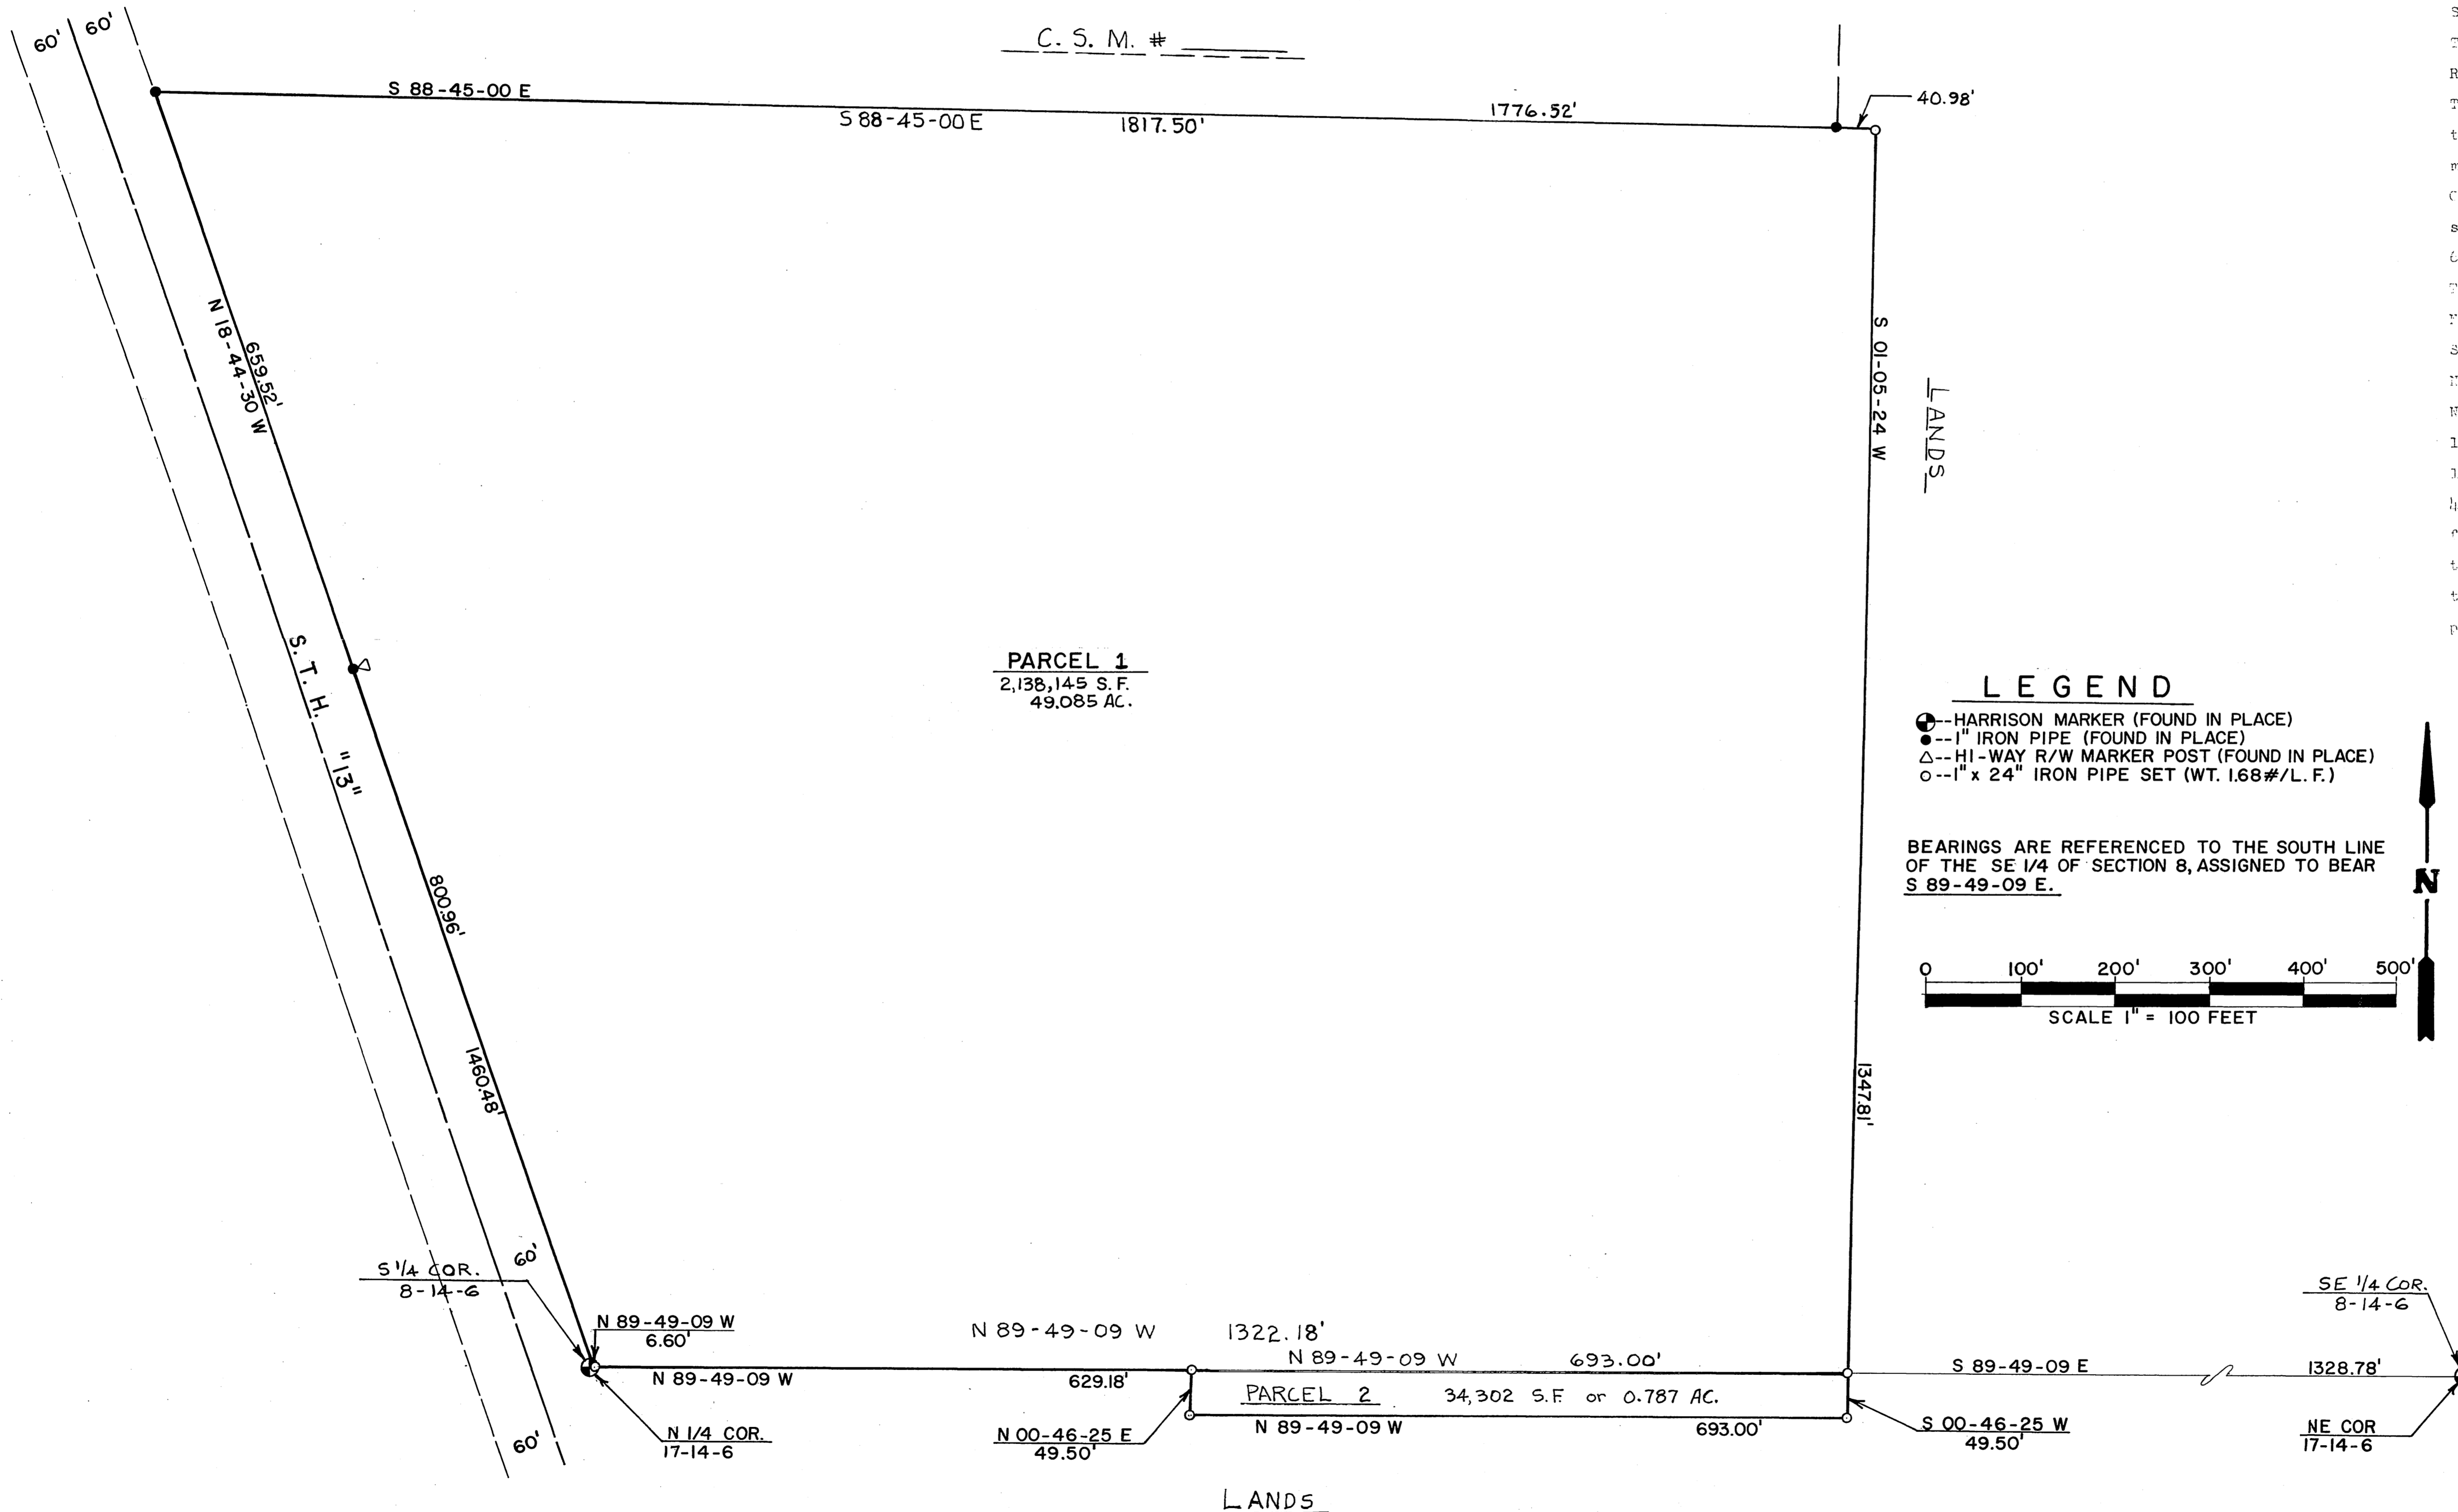 C. S. M. #
60'
60'
S 88-45-00 E
S 88-45-00 E
1817.50'
1776.52'
40.98'
659.52'
N 18-44-30 W
S 01-05-24 W
LANDS
S. T. H. "13"
PARCEL 1
2,138,145 S.F.
49.085 AC.
LEGEND
--HARRISON MARKER (FOUND IN PLACE)
--1" IRON PIPE (FOUND IN PLACE)
--HI-WAY R/W MARKER POST (FOUND IN PLACE)
--1" x 24" IRON PIPE SET (WT. 1.68#/L. F.)
BEARINGS ARE REFERENCED TO THE SOUTH LINE
OF THE SE 1/4 OF SECTION 8, ASSIGNED TO BEAR
S 89-49-09 E.
N
0 100' 200' 300' 400' 500'
SCALE 1" = 100 FEET
800.96'
1460.48'
1347.81'
60'
S 1/4 COR.
8-14-6
N 89-49-09 W
6.60'
N 89-49-09 W 1322.18'
N 89-49-09 W 693.00'
N 89-49-09 W 629.18'
PARCEL 2 34,302 S.F. or 0.787 AC.
N 89-49-09 W 693.00'
S 89-49-09 E 1328.78'
SE 1/4 COR.
8-14-6
60'
N 1/4 COR.
17-14-6
N 00-46-25 E
49.50'
S 00-46-25 W
49.50'
NE COR
17-14-6
LANDS